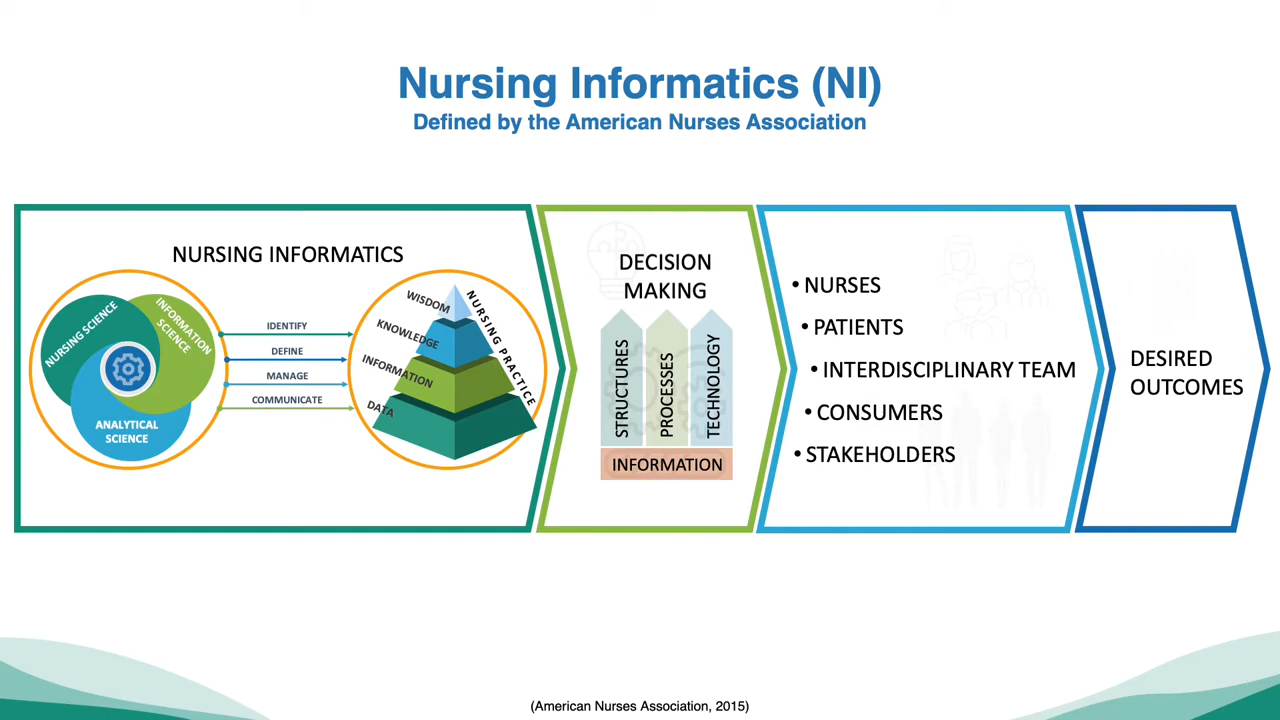 Nursing Informatics (NI)
Defined by the American Nurses Association
NURSING INFORMATICS
NURSING SCIENCE
INFORMATION
SCIENCE
ANALYTICAL
SCIENCE
IDENTIFY
DEFINE
MANAGE
COMMUNICATE
WISDOM
KNOWLEDGE
INFORMATION
DATA
NURSING PRACTICE
DECISION
MAKING
STRUCTURES
PROCESSES
TECHNOLOGY
INFORMATION
• NURSES
• PATIENTS
• INTERDISCIPLINARY TEAM
• CONSUMERS
• STAKEHOLDERS
DESIRED
OUTCOMES
(American Nurses Association, 2015)